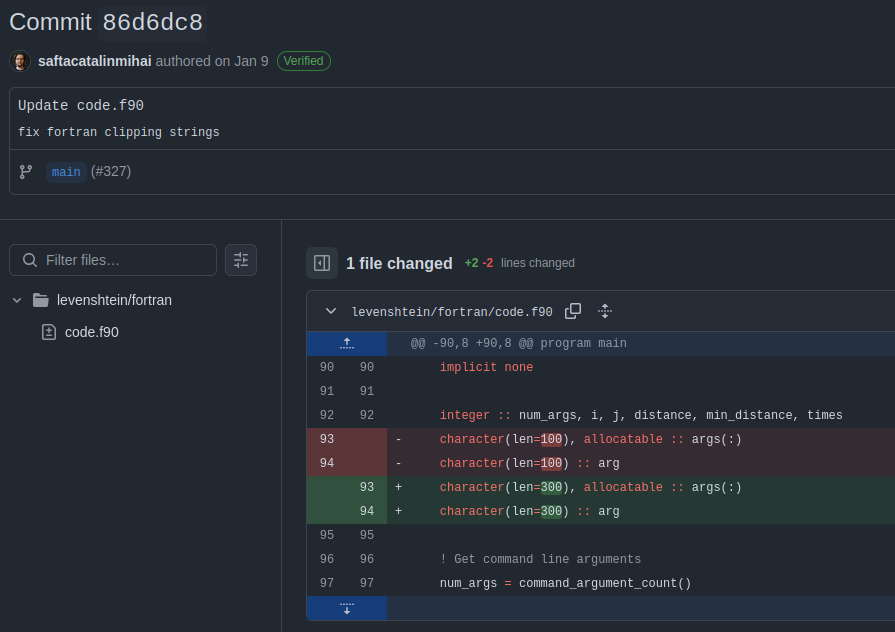 Commit 86d6dc8
saftacatalinmihai authored on Jan 9 Verified
Update code.f90
fix fortran clipping strings
main (#327)
Filter files…
levenshtein/fortran
code.f90
1 file changed +2 -2 lines changed
levenshtein/fortran/code.f90
@@ -90,8 +90,8 @@ program main
90 90 implicit none
91 91
92 92 integer :: num_args, i, j, distance, min_distance, times
93 - character(len=100), allocatable :: args(:)
94 - character(len=100) :: arg
93 + character(len=300), allocatable :: args(:)
94 + character(len=300) :: arg
95 95
96 96 ! Get command line arguments
97 97 num_args = command_argument_count()